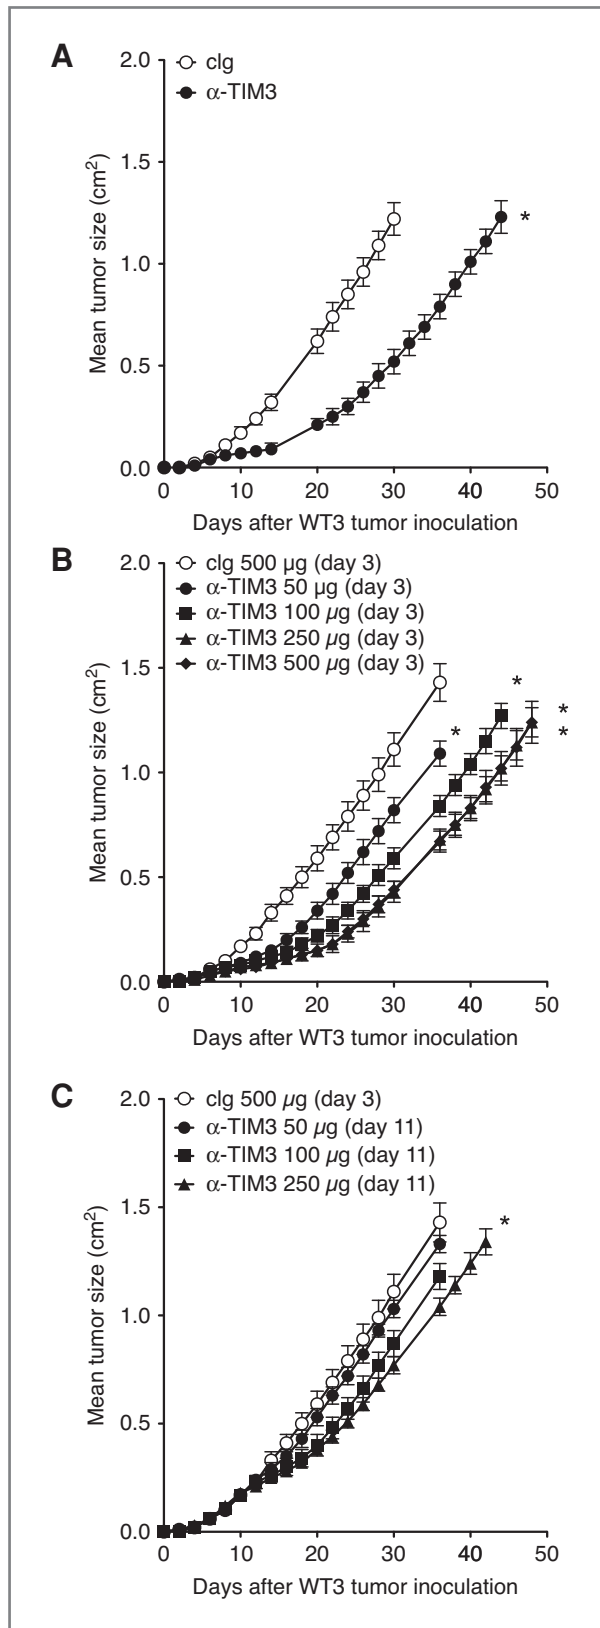 A
2.0
clg
α-TIM3
1.5
Mean tumor size (cm²)
1.0
*
0.5
0.0
0 10 20 30 40 50
Days after WT3 tumor inoculation
B
2.0
clg 500 µg (day 3)
α-TIM3 50 µg (day 3)
α-TIM3 100 µg (day 3)
α-TIM3 250 µg (day 3)
α-TIM3 500 µg (day 3)
1.5
*
*
*
*
Mean tumor size (cm²)
1.0
0.5
0.0
0 10 20 30 40 50
Days after WT3 tumor inoculation
C
2.0
clg 500 µg (day 3)
α-TIM3 50 µg (day 11)
α-TIM3 100 µg (day 11)
α-TIM3 250 µg (day 11)
1.5
*
Mean tumor size (cm²)
1.0
0.5
0.0
0 10 20 30 40 50
Days after WT3 tumor inoculation